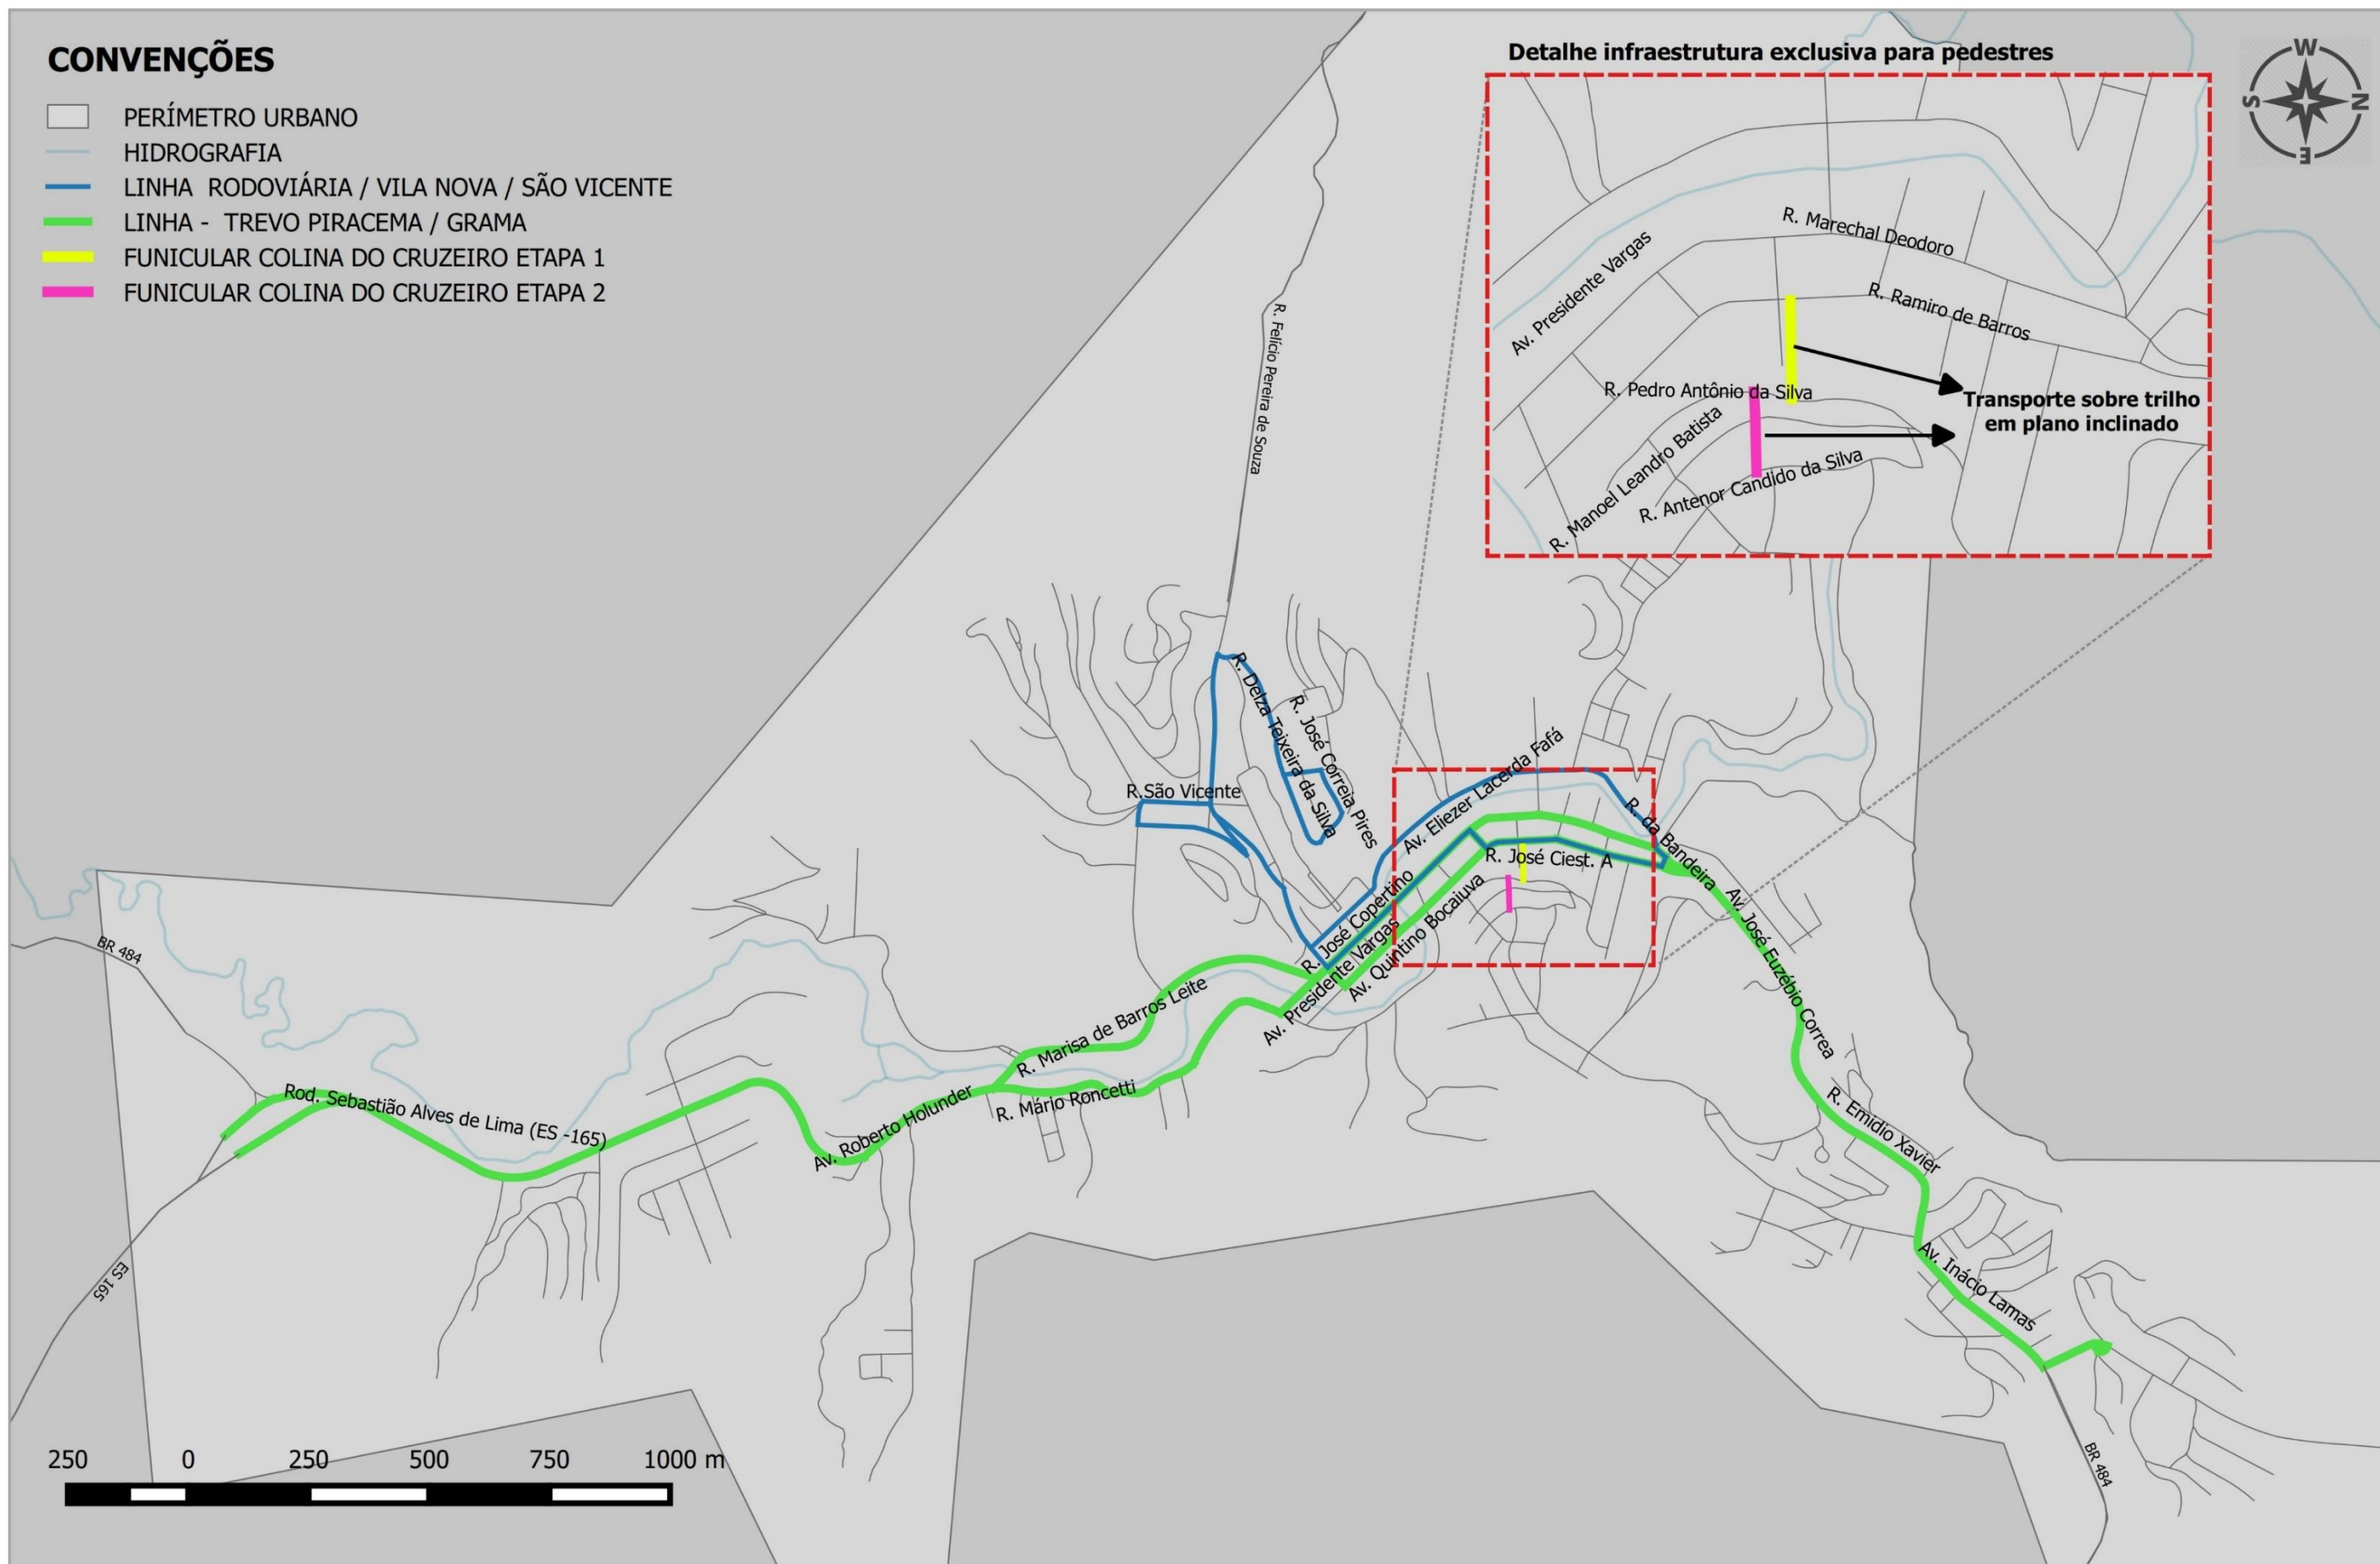 CONVENÇÕES
PERÍMETRO URBANO
HIDROGRAFIA
LINHA RODOVIÁRIA / VILA NOVA / SÃO VICENTE
LINHA - TREVO PIRACEMA / GRAMA
FUNICULAR COLINA DO CRUZEIRO ETAPA 1
FUNICULAR COLINA DO CRUZEIRO ETAPA 2
Detalhe infraestrutura exclusiva para pedestres
W
S
N
E
R. Marechal Deodoro
Av. Presidente Vargas
R. Ramiro de Barros
R. Pedro Antônio da Silva
Transporte sobre trilho
em plano inclinado
R. Manoel Leandro Batista
R. Antenor Candido da Silva
R. Felício Pereira de Souza
R. Delza Teixeira da Silva
R. José Correia Pires
R.São Vicente
Av. Eliezer Lacerda Fafá
R. da Bandeira
R. José Ciest. A
R. José Copertino
Av. Presidente Vargas
Av. Quintino Bocaiuva
Av. José Euzébio Correa
BR 484
R. Marisa de Barros Leite
R. Mário Roncetti
Rod. Sebastião Alves de Lima (ES -165)
Av. Roberto Holunder
R. Emidio Xavier
ES 165
Av. Inácio Lamas
BR 484
250 0 250 500 750 1000 m